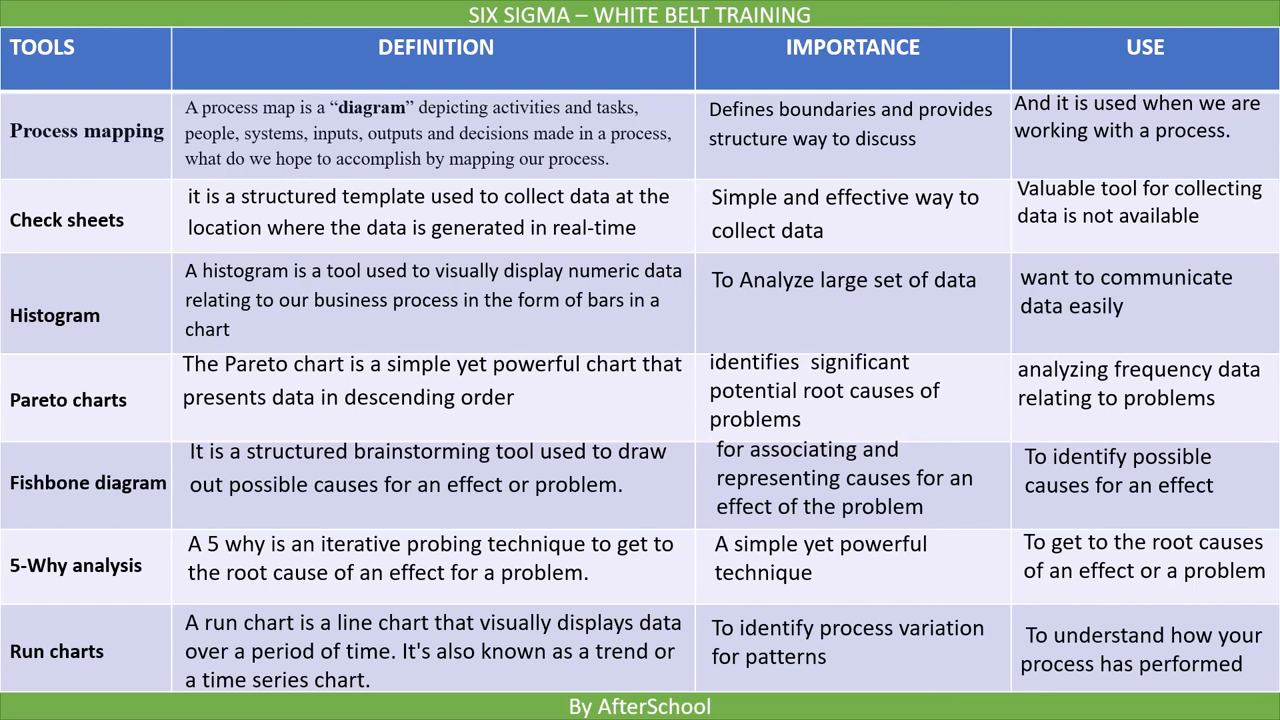 SIX SIGMA – WHITE BELT TRAINING
TOOLS
DEFINITION
IMPORTANCE
USE
Process mapping
A process map is a “diagram” depicting activities and tasks,
people, systems, inputs, outputs and decisions made in a process,
what do we hope to accomplish by mapping our process.
Defines boundaries and provides
structure way to discuss
And it is used when we are
working with a process.
Check sheets
it is a structured template used to collect data at the
location where the data is generated in real-time
Simple and effective way to
collect data
Valuable tool for collecting
data is not available
Histogram
A histogram is a tool used to visually display numeric data
relating to our business process in the form of bars in a
chart
To Analyze large set of data
want to communicate
data easily
Pareto charts
The Pareto chart is a simple yet powerful chart that
presents data in descending order
identifies significant
potential root causes of
problems
analyzing frequency data
relating to problems
Fishbone diagram
It is a structured brainstorming tool used to draw
out possible causes for an effect or problem.
for associating and
representing causes for an
effect of the problem
To identify possible
causes for an effect
5-Why analysis
A 5 why is an iterative probing technique to get to
the root cause of an effect for a problem.
A simple yet powerful
technique
To get to the root causes
of an effect or a problem
Run charts
A run chart is a line chart that visually displays data
over a period of time. It's also known as a trend or
a time series chart.
To identify process variation
for patterns
To understand how your
process has performed
By AfterSchool